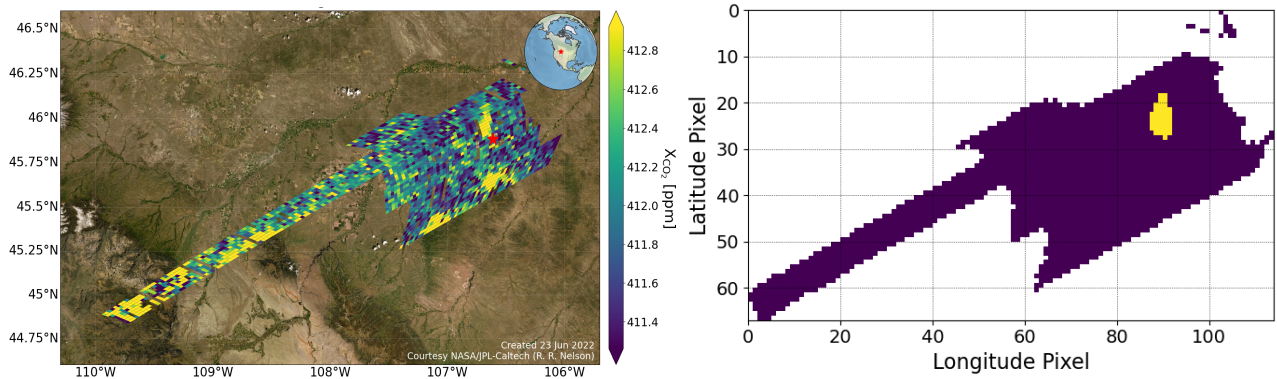 46.5°N
46.25°N
46°N
45.75°N
45.5°N
45.25°N
45°N
44.75°N
110°W
109°W
108°W
107°W
106°W
Created 23 Jun 2022
Courtesy NASA/JPL-Caltech (R. R. Nelson)
412.8
412.6
412.4
412.2
412.0
411.8
411.6
411.4
XCO₂ [ppm]
0
10
20
30
40
50
60
Latitude Pixel
0
20
40
60
80
100
Longitude Pixel